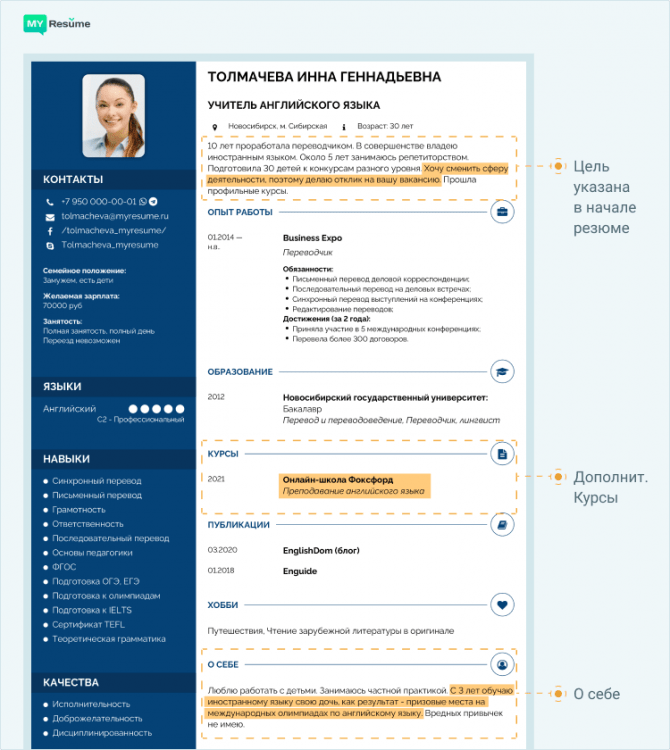 MY Resume
ТОЛМАЧЕВА ИННА ГЕННАДЬЕВНА
УЧИТЕЛЬ АНГЛИЙСКОГО ЯЗЫКА
Новосибирск, м. Сибирская
Возраст: 30 лет
10 лет проработала переводчиком. В совершенстве владею
иностранным языком. Около 5 лет занимаюсь репетиторством.
Подготовила 30 детей к конкурсам разного уровня. Хочу сменить сферу
деятельности, поэтому делаю отклик на вашу вакансию. Прошла
профильные курсы.
Цель
указана
в начале
резюме
КОНТАКТЫ
+7 950 000-00-01
tolmacheva@myresume.ru
/tolmacheva_myresume/
Tolmacheva_myresume
Семейное положение:
Замужем, есть дети
Желаемая зарплата:
70000 руб
Занятость:
Полная занятость, полный день
Переезд невозможен
ЯЗЫКИ
Английский
C2 - Профессиональный
НАВЫКИ
Синхронный перевод
Письменный перевод
Грамотность
Ответственность
Последовательный перевод
Основы педагогики
ФГОС
Подготовка ОГЭ, ЕГЭ
Подготовка к олимпиадам
Подготовка к IELTS
Сертификат TEFL
Теоретическая грамматика
КАЧЕСТВА
Исполнительность
Доброжелательность
Дисциплинированность
ОПЫТ РАБОТЫ
01.2014 —
н.в.
Business Expo
Переводчик
Обязанности:
Письменный перевод деловой корреспонденции;
Последовательный перевод на деловых встречах;
Синхронный перевод выступлений на конференциях;
Редактирование переводов;
Достижения (за 2 года):
Приняла участие в 5 международных конференциях.
Перевела более 300 договоров.
ОБРАЗОВАНИЕ
2012
Новосибирский государственный университет:
Бакалавр
Перевод и переводоведение, Переводчик, лингвист
КУРСЫ
2021
Онлайн-школа Фоксфорд
Преподавание английского языка
Дополнит.
Курсы
ПУБЛИКАЦИИ
03.2020
EnglishDom (блог)
01.2018
Enguide
ХОББИ
Путешествия, Чтение зарубежной литературы в оригинале
О СЕБЕ
Люблю работать с детьми. Занимаюсь частной практикой. С 3 лет обучаю
иностранному языку свою дочь, как результат - призовые места на
международных олимпиадах по английскому языку. Вредных привычек
не имею.
О себе